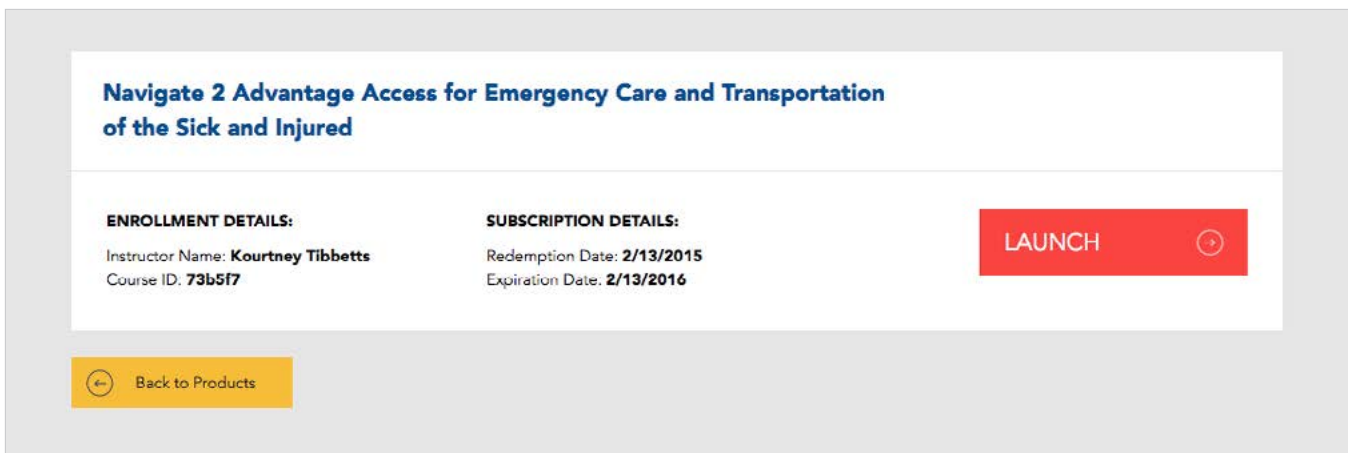 Navigate 2 Advantage Access for Emergency Care and Transportation
of the Sick and Injured
ENROLLMENT DETAILS:
Instructor Name: Kourtney Tibbetts
Course ID: 73b5f7
SUBSCRIPTION DETAILS:
Redemption Date: 2/13/2015
Expiration Date: 2/13/2016
LAUNCH
Back to Products